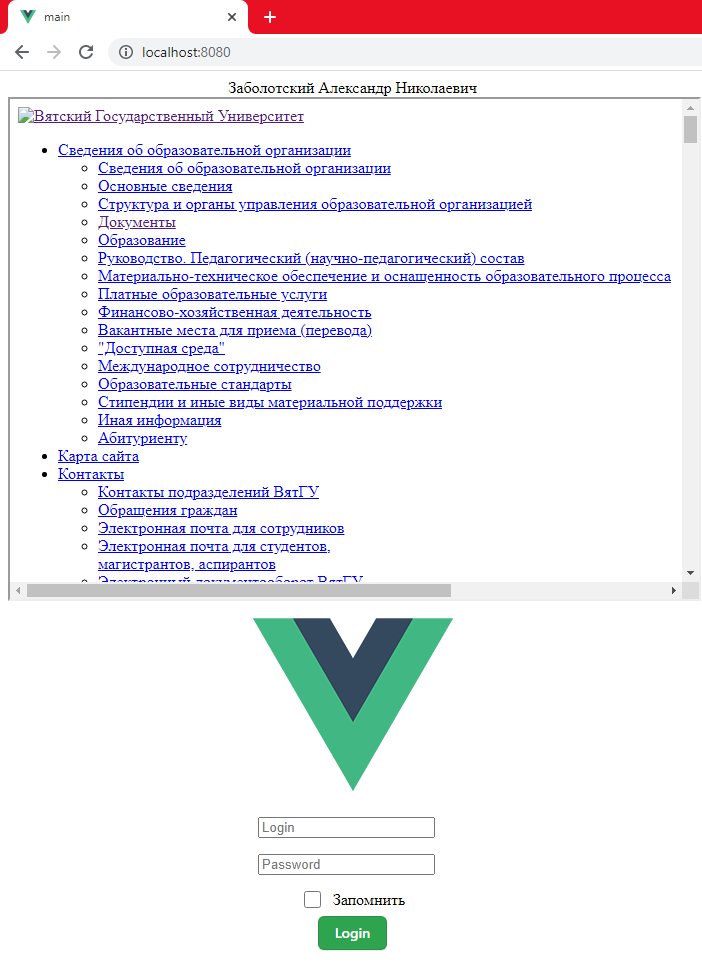 main
localhost:8080
Заболотский Александр Николаевич
Вятский Государственный Университет
Сведения об образовательной организации
Сведения об образовательной организации
Основные сведения
Структура и органы управления образовательной организацией
Документы
Образование
Руководство. Педагогический (научно-педагогический) состав
Материально-техническое обеспечение и оснащенность образовательного процесса
Платные образовательные услуги
Финансово-хозяйственная деятельность
Вакантные места для приема (перевода)
"Доступная среда"
Международное сотрудничество
Образовательные стандарты
Стипендии и иные виды материальной поддержки
Иная информация
Абитуриенту
Карта сайта
Контакты
Контакты подразделений ВятГУ
Обращения граждан
Электронная почта для сотрудников
Электронная почта для студентов,
магистрантов, аспирантов
Электронный документооборот ВятГУ
Login
Password
Запомнить
Login